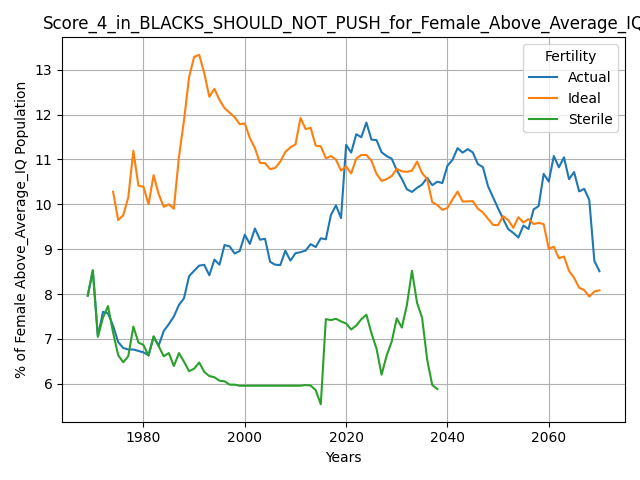 Score_4_in_BLACKS_SHOULD_NOT_PUSH_for_Female_Above_Average_IQ
Fertility
Actual
Ideal
Sterile
% of Female Above_Average_IQ Population
13
12
11
10
9
8
7
6
1980
2000
2020
2040
2060
Years